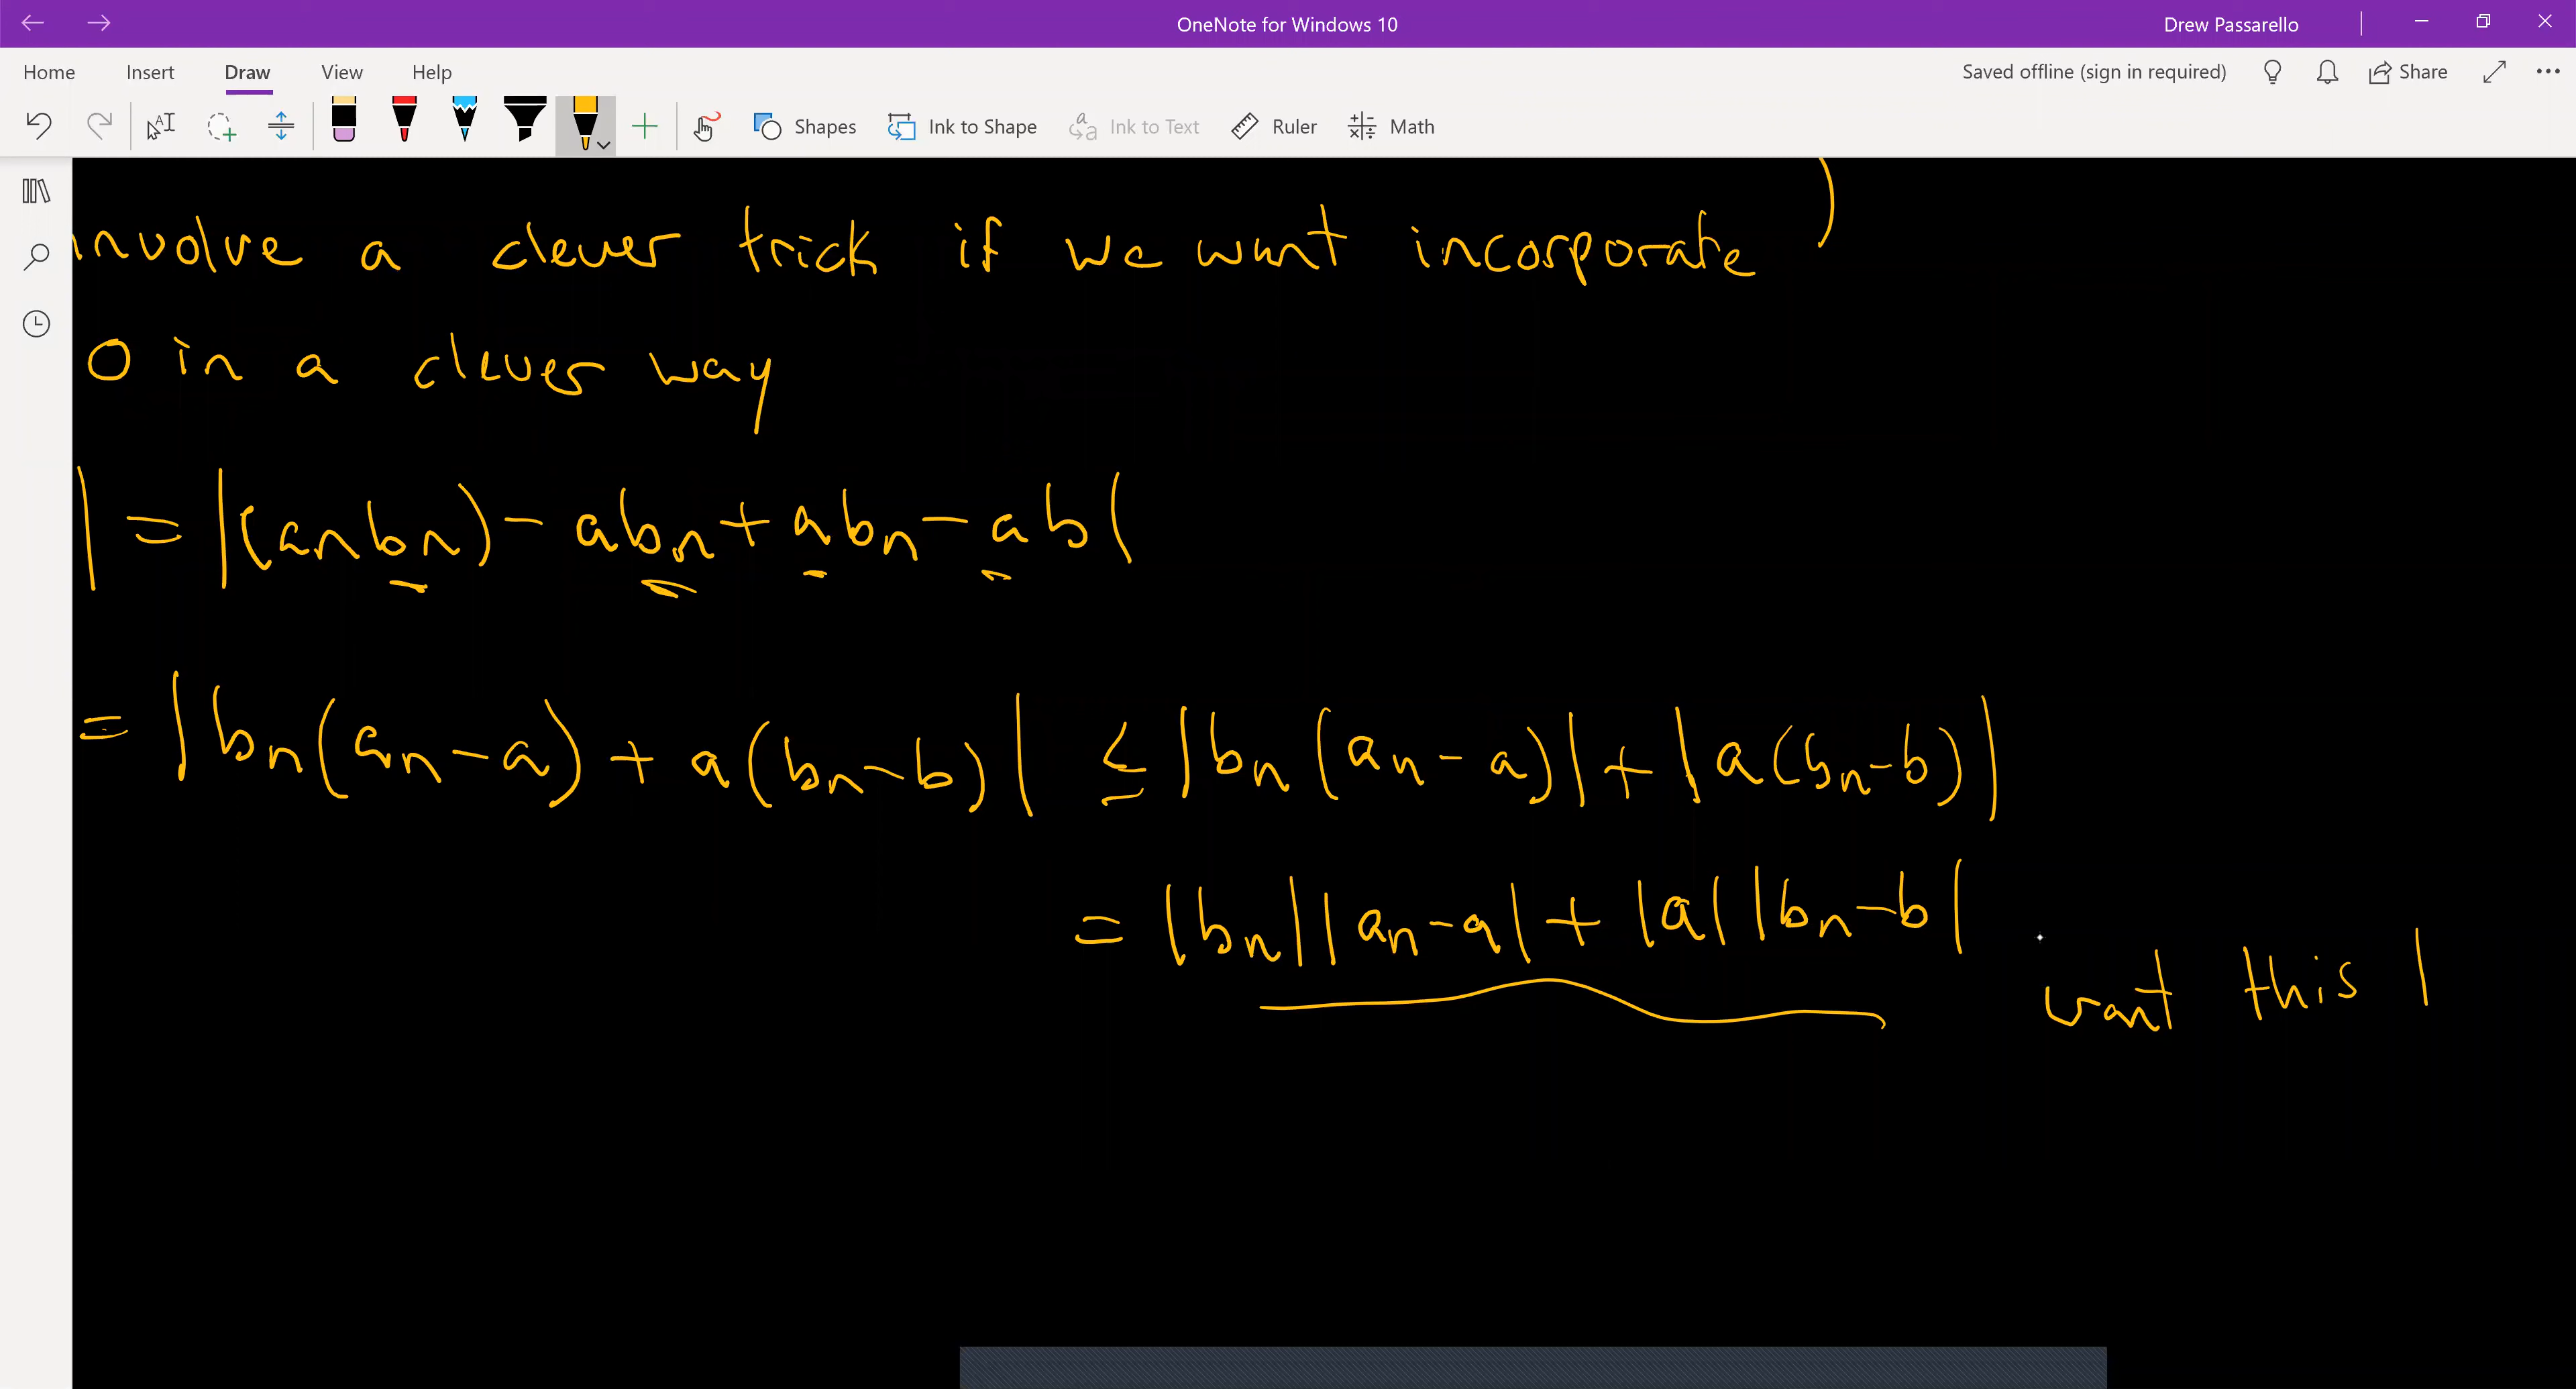 OneNote for Windows 10
Drew Passarello
Home Insert Draw View Help
Saved offline (sign in required) Share
Shapes Ink to Shape Ink to Text Ruler Math
involve a clever trick if we want incorporate )
0 in a clever way
| = |(anbn) - abn + abn - ab|
= |bn(an - a) + a(bn - b)| ≤ |bn(an - a)| + |a(bn - b)|
= |bn||an - a| + |a||bn - b|
want this l